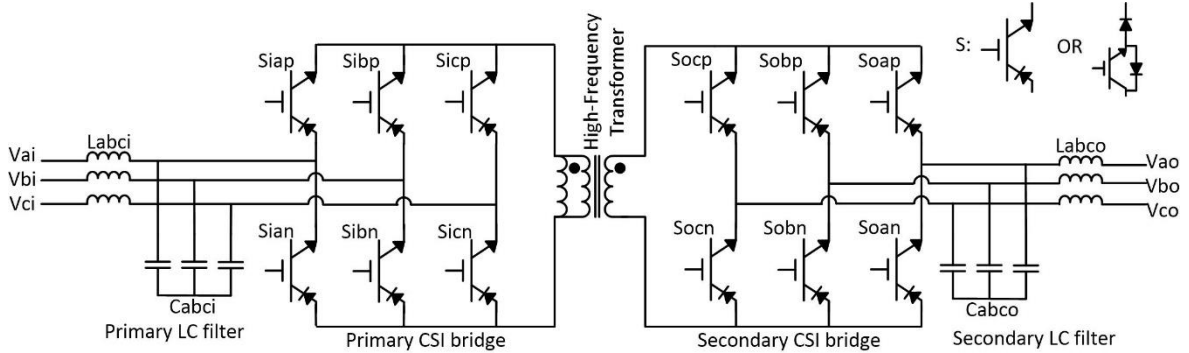 Siap
Sibp
Sicp
High-Frequency
Transformer
Socp
Sobp
Soap
S:
OR
Labci
Vai
Vbi
Vci
Labco
Vao
Vbo
Vco
Sian
Sibn
Sicn
Socn
Sobn
Soan
Cabci
Cabco
Primary LC filter
Primary CSI bridge
Secondary CSI bridge
Secondary LC filter